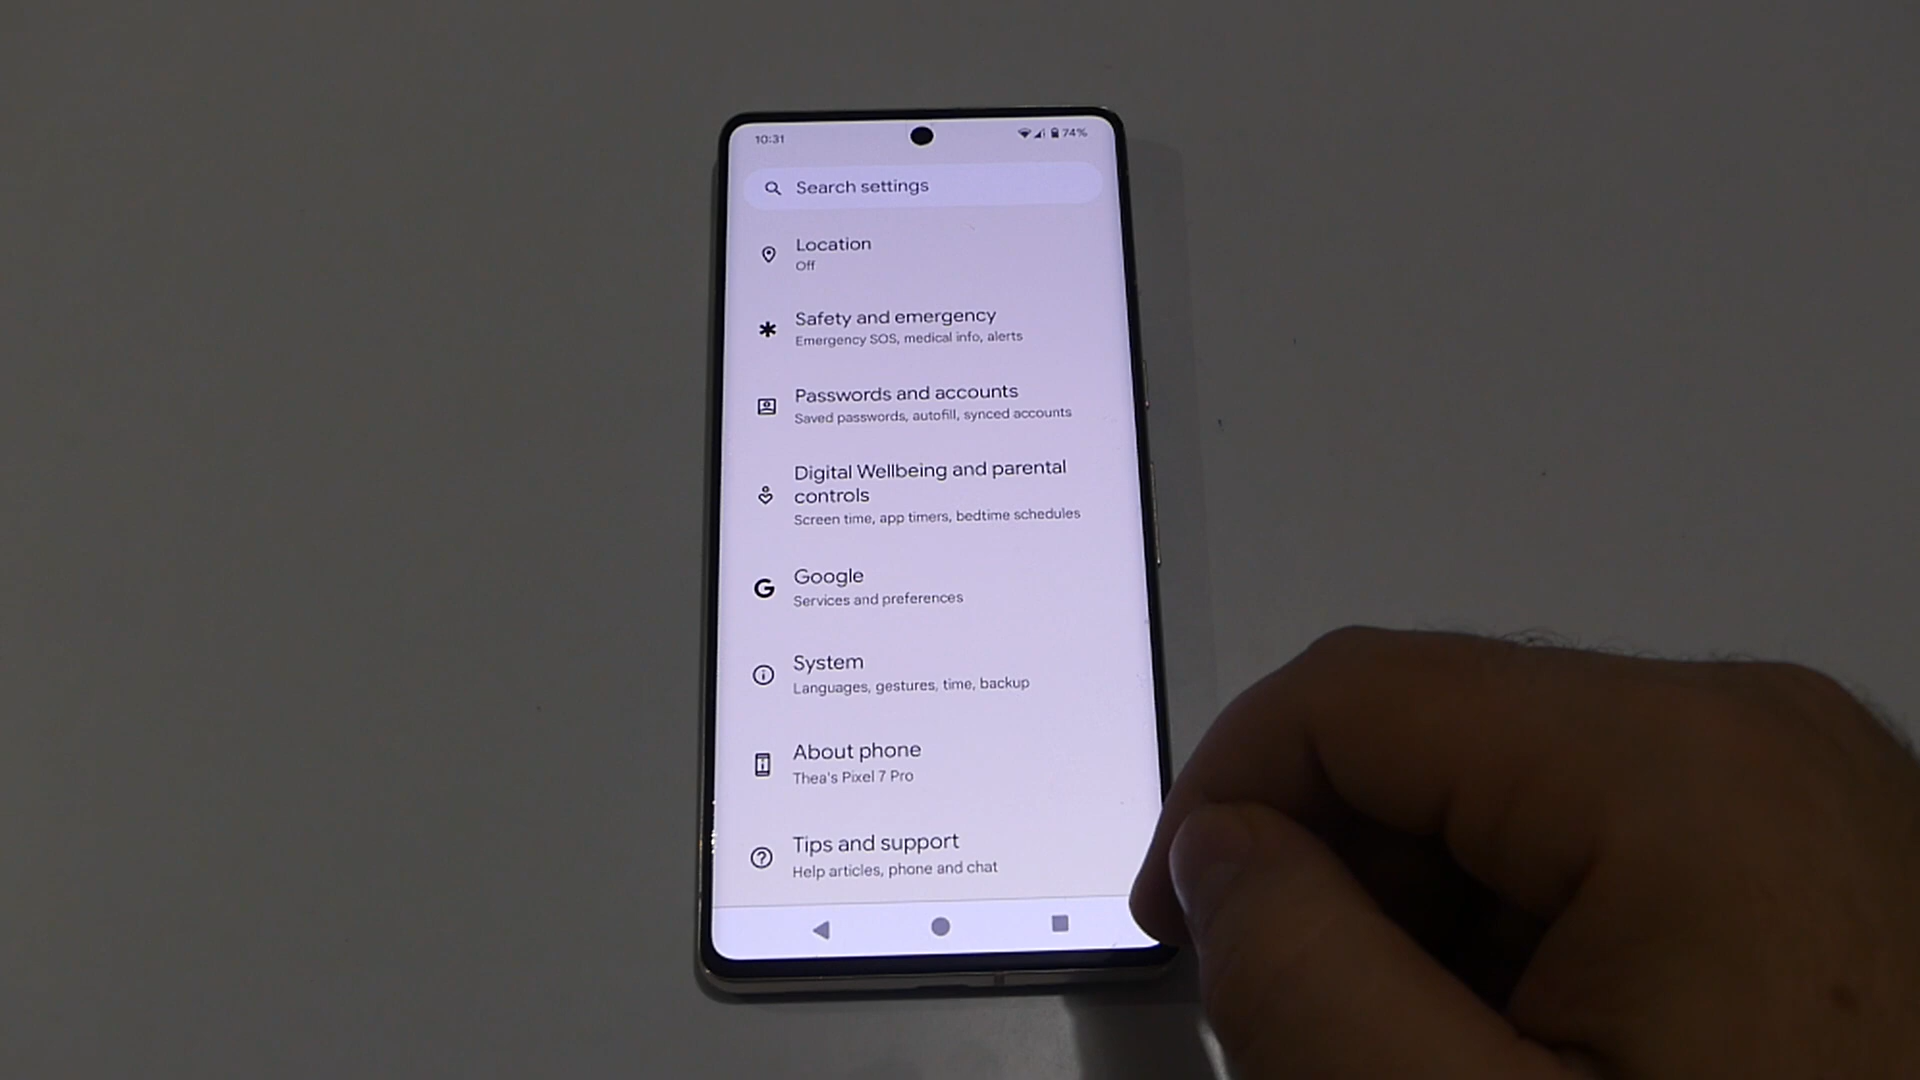 10:31
74%
Search settings
Location
Off
Safety and emergency
Emergency SOS, medical info, alerts
Passwords and accounts
Saved passwords, autofill, synced accounts
Digital Wellbeing and parental
controls
Screen time, app timers, bedtime schedules
Google
Services and preferences
System
Languages, gestures, time, backup
About phone
Thea's Pixel 7 Pro
Tips and support
Help articles, phone and chat